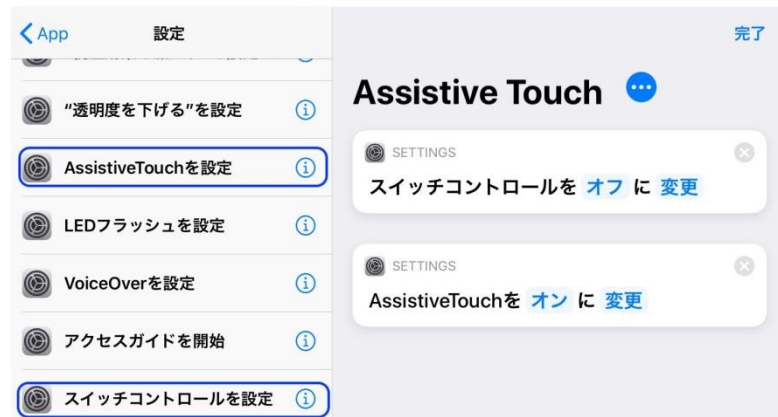 App
設定
“透明度を下げる”を設定
AssistiveTouchを設定
LEDフラッシュを設定
VoiceOverを設定
アクセスガイドを開始
スイッチコントロールを設定
完了
Assistive Touch
SETTINGS
スイッチコントロールを オフ に 変更
SETTINGS
AssistiveTouchを オン に 変更